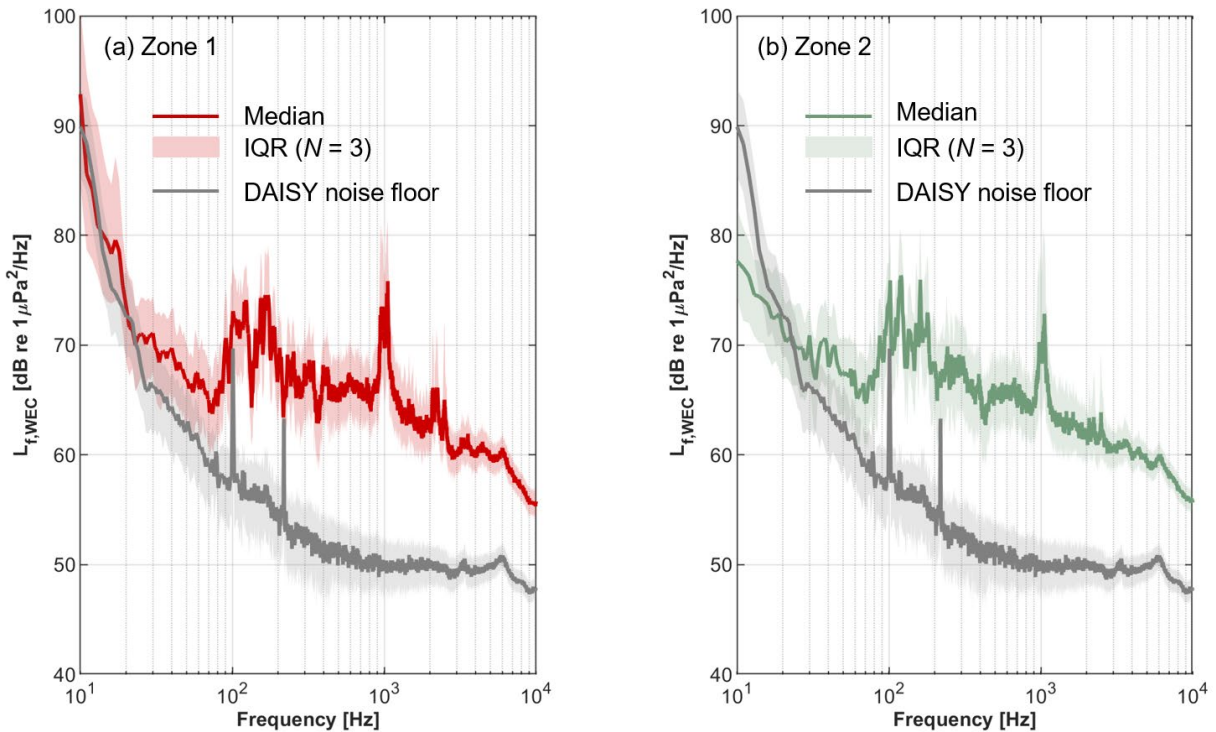 (a) Zone 1
Median
IQR (N = 3)
DAISY noise floor
100
90
80
70
60
50
40
L_f,WEC [dB re 1 μPa²/Hz]
10¹ 10² 10³ 10⁴
Frequency [Hz]
(b) Zone 2
Median
IQR (N = 3)
DAISY noise floor
100
90
80
70
60
50
40
L_f,WEC [dB re 1 μPa²/Hz]
10¹ 10² 10³ 10⁴
Frequency [Hz]